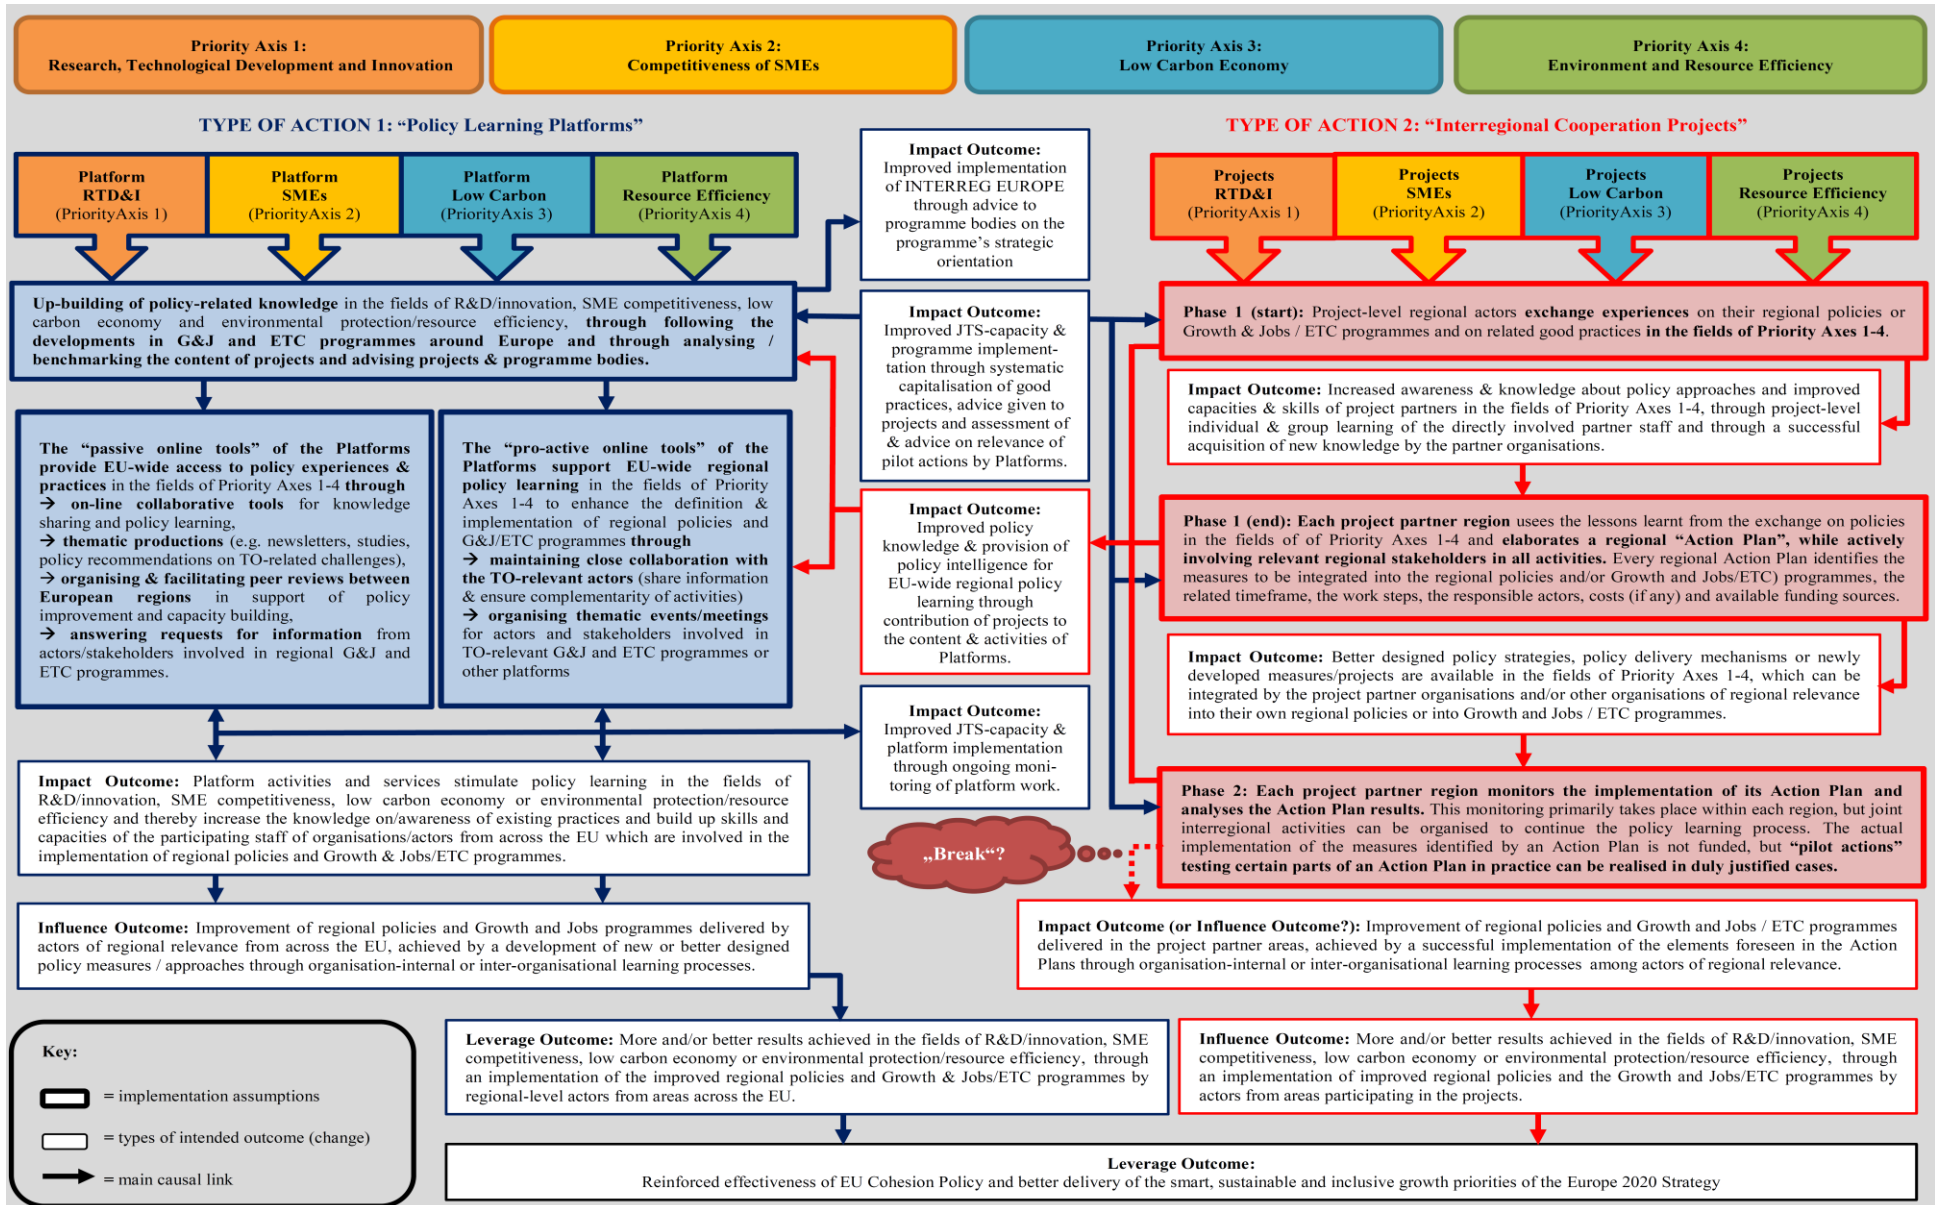 Priority Axis 1:
Research, Technological Development and Innovation
Priority Axis 2:
Competitiveness of SMEs
Priority Axis 3:
Low Carbon Economy
Priority Axis 4:
Environment and Resource Efficiency
TYPE OF ACTION 1: “Policy Learning Platforms”
Platform
RTD&I
(PriorityAxis 1)
Platform
SMEs
(PriorityAxis 2)
Platform
Low Carbon
(PriorityAxis 3)
Platform
Resource Efficiency
(PriorityAxis 4)
Up-building of policy-related knowledge in the fields of R&D/innovation, SME competitiveness, low
carbon economy and environmental protection/resource efficiency, through following the
developments in G&J and ETC programmes around Europe and through analysing /
benchmarking the content of projects and advising projects & programme bodies.
The “passive online tools” of the Platforms
provide EU-wide access to policy experiences &
practices in the fields of Priority Axes 1-4 through
→ on-line collaborative tools for knowledge
sharing and policy learning,
→ thematic productions (e.g. newsletters, studies,
policy recommendations on TO-related challenges),
→ organising & facilitating peer reviews between
European regions in support of policy
improvement and capacity building,
→ answering requests for information from
actors/stakeholders involved in regional G&J and
ETC programmes.
The “pro-active online tools” of the
Platforms support EU-wide regional
policy learning in the fields of Priority
Axes 1-4 to enhance the definition &
implementation of regional policies and
G&J/ETC programmes through
→ maintaining close collaboration with
the TO-relevant actors (share information
& ensure complementarity of activities)
→ organising thematic events/meetings
for actors and stakeholders involved in
TO-relevant G&J and ETC programmes or
other platforms
Impact Outcome: Platform activities and services stimulate policy learning in the fields of
R&D/innovation, SME competitiveness, low carbon economy or environmental protection/resource
efficiency and thereby increase the knowledge on/awareness of existing practices and build up skills and
capacities of the participating staff of organisations/actors from across the EU which are involved in the
implementation of regional policies and Growth & Jobs/ETC programmes.
Influence Outcome: Improvement of regional policies and Growth and Jobs programmes delivered by
actors of regional relevance from across the EU, achieved by a development of new or better designed
policy measures / approaches through organisation-internal or inter-organisational learning processes.
Impact Outcome:
Improved implementation
of INTERREG EUROPE
through advice to
programme bodies on the
programme’s strategic
orientation
Impact Outcome:
Improved JTS-capacity &
programme implemen-
tation through systematic
capitalisation of good
practices, advice given to
projects and assessment of
& advice on relevance of
pilot actions by Platforms.
Impact Outcome:
Improved policy
knowledge & provision of
policy intelligence for
EU-wide regional policy
learning through
contribution of projects to
the content & activities of
Platforms.
Impact Outcome:
Improved JTS-capacity &
platform implementation
through ongoing moni-
toring of platform work.
„Break“?
TYPE OF ACTION 2: “Interregional Cooperation Projects”
Projects
RTD&I
(PriorityAxis 1)
Projects
SMEs
(PriorityAxis 2)
Projects
Low Carbon
(PriorityAxis 3)
Projects
Resource Efficiency
(PriorityAxis 4)
Phase 1 (start): Project-level regional actors exchange experiences on their regional policies or
Growth & Jobs / ETC programmes and on related good practices in the fields of Priority Axes 1-4.
Impact Outcome: Increased awareness & knowledge about policy approaches and improved
capacities & skills of project partners in the fields of Priority Axes 1-4, through project-level
individual & group learning of the directly involved partner staff and through a successful
acquisition of new knowledge by the partner organisations.
Phase 1 (end): Each project partner region usees the lessons learnt from the exchange on policies
in the fields of of Priority Axes 1-4 and elaborates a regional “Action Plan”, while actively
involving relevant regional stakeholders in all activities. Every regional Action Plan identifies the
measures to be integrated into the regional policies and/or Growth and Jobs/ETC) programmes, the
related timeframe, the work steps, the responsible actors, costs (if any) and available funding sources.
Impact Outcome: Better designed policy strategies, policy delivery mechanisms or newly
developed measures/projects are available in the fields of Priority Axes 1-4, which can be
integrated by the project partner organisations and/or other organisations of regional relevance
into their own regional policies or into Growth and Jobs / ETC programmes.
Phase 2: Each project partner region monitors the implementation of its Action Plan and
analyses the Action Plan results. This monitoring primarily takes place within each region, but joint
interregional activities can be organised to continue the policy learning process. The actual
implementation of the measures identified by an Action Plan is not funded, but “pilot actions”
testing certain parts of an Action Plan in practice can be realised in duly justified cases.
Impact Outcome (or Influence Outcome?): Improvement of regional policies and Growth and Jobs / ETC programmes
delivered in the project partner areas, achieved by a successful implementation of the elements foreseen in the Action
Plans through organisation-internal or inter-organisational learning processes among actors of regional relevance.
Key:
= implementation assumptions
= types of intended outcome (change)
= main causal link
Leverage Outcome: More and/or better results achieved in the fields of R&D/innovation, SME
competitiveness, low carbon economy or environmental protection/resource efficiency, through
an implementation of the improved regional policies and Growth & Jobs/ETC programmes by
regional-level actors from areas across the EU.
Influence Outcome: More and/or better results achieved in the fields of R&D/innovation, SME
competitiveness, low carbon economy or environmental protection/resource efficiency, through
an implementation of improved regional policies and the Growth and Jobs/ETC programmes by
actors from areas participating in the projects.
Leverage Outcome:
Reinforced effectiveness of EU Cohesion Policy and better delivery of the smart, sustainable and inclusive growth priorities of the Europe 2020 Strategy